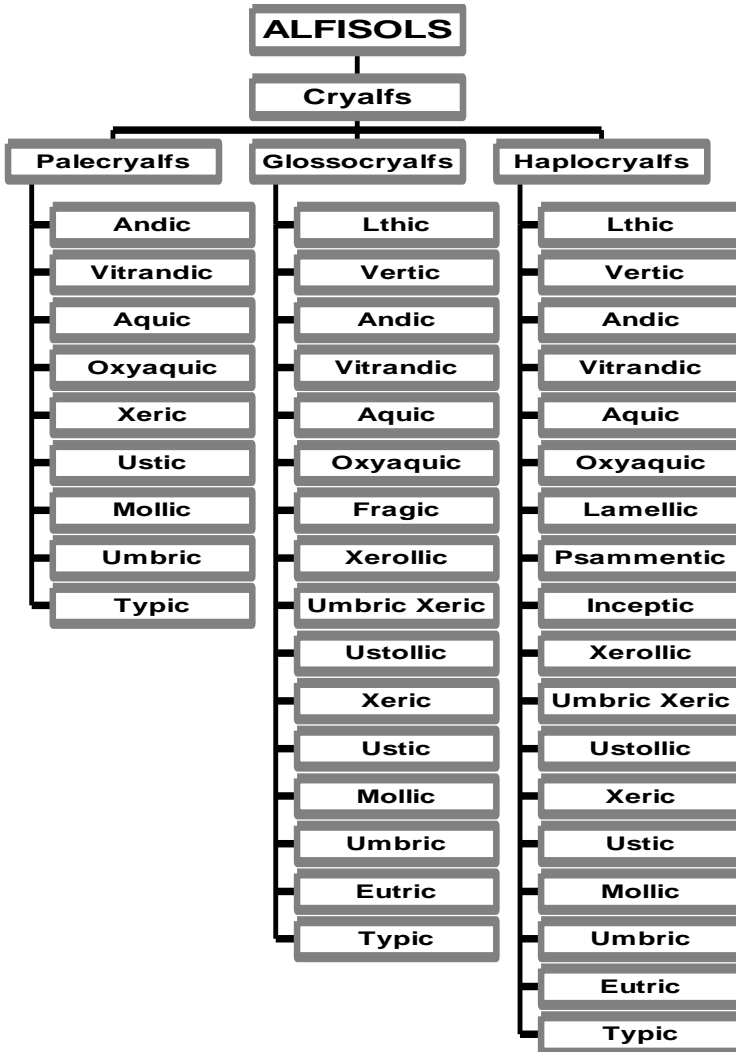 ALFISOLS
Cryalfs
Palecryalfs
Andic
Vitrandic
Aquic
Oxyaquic
Xeric
Ustic
Mollic
Umbric
Typic
Glossocryalfs
Lthic
Vertic
Andic
Vitrandic
Aquic
Oxyaquic
Fragic
Xerollic
Umbric Xeric
Ustollic
Xeric
Ustic
Mollic
Umbric
Eutric
Typic
Haplocryalfs
Lthic
Vertic
Andic
Vitrandic
Aquic
Oxyaquic
Lamellic
Psammentic
Inceptic
Xerollic
Umbric Xeric
Ustollic
Xeric
Ustic
Mollic
Umbric
Eutric
Typic